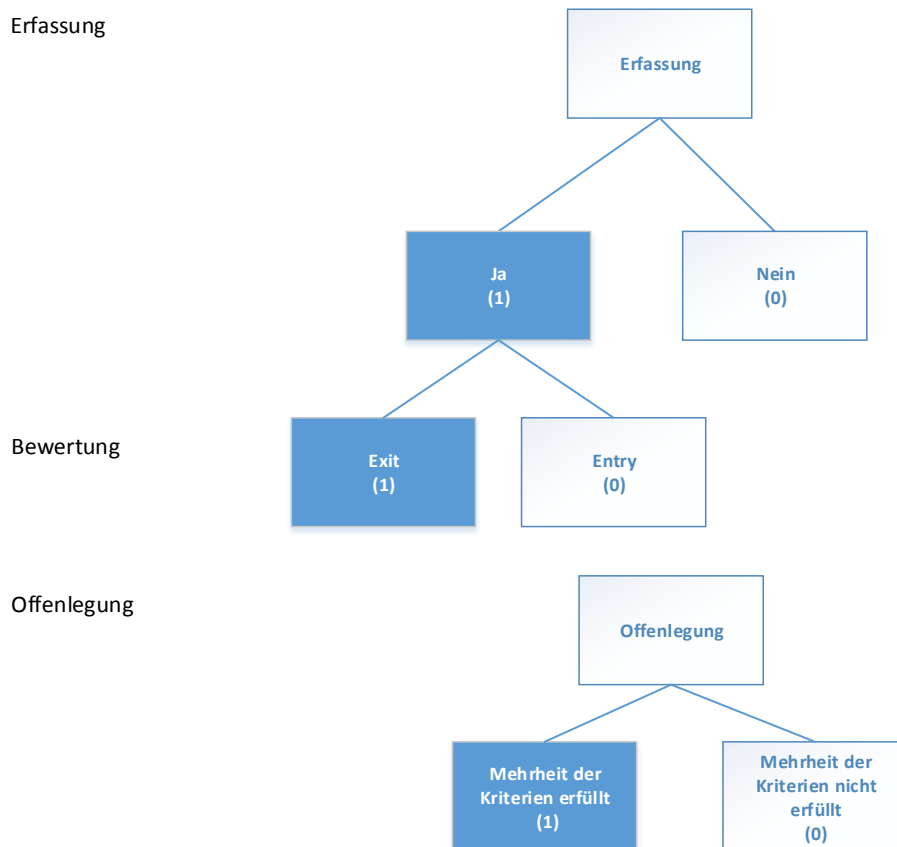 Erfassung
Erfassung
Ja
(1)
Nein
(0)
Bewertung
Exit
(1)
Entry
(0)
Offenlegung
Offenlegung
Mehrheit der
Kriterien erfüllt
(1)
Mehrheit der
Kriterien nicht
erfüllt
(0)